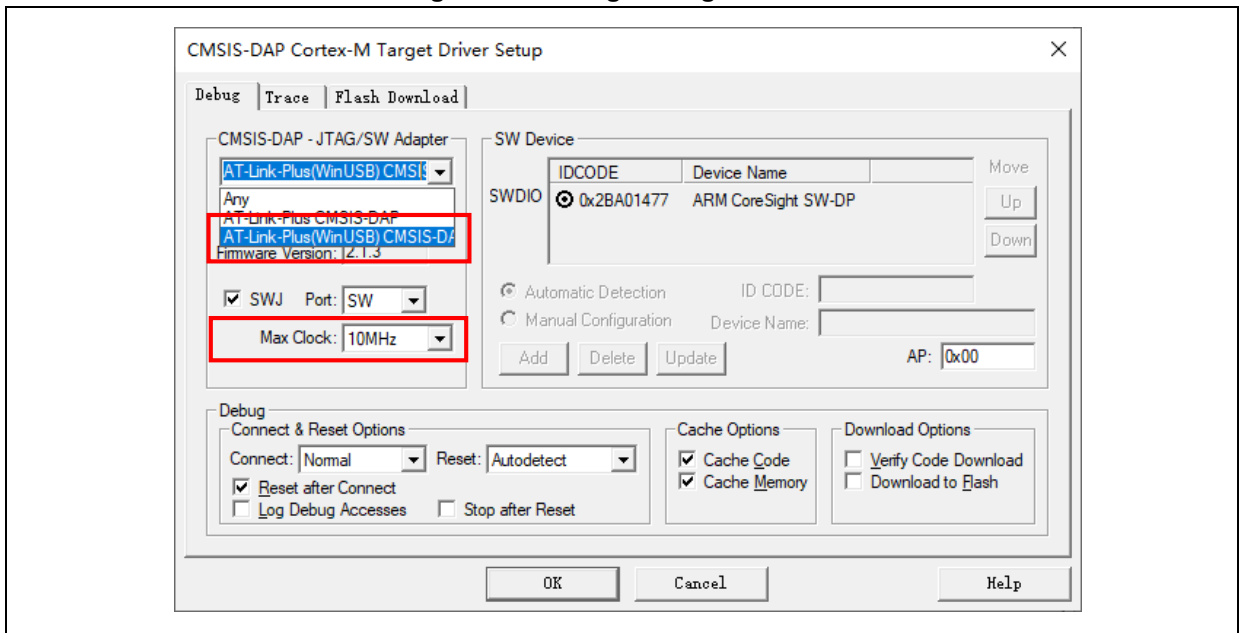 CMSIS-DAP Cortex-M Target Driver Setup
Debug Trace Flash Download
CMSIS-DAP - JTAG/SW Adapter
AT-Link-Plus(WinUSB) CMSIS
Any
AT-Link-Plus CMSIS-DAP
AT-Link-Plus(WinUSB) CMSIS-DA
Firmware Version: 2.1.3
SWJ Port: SW
Max Clock: 10MHz
SW Device
IDCODE Device Name
SWDIO 0x2BA01477 ARM CoreSight SW-DP
Move
Up
Down
Automatic Detection ID CODE:
Manual Configuration Device Name:
Add Delete Update AP: 0x00
Debug
Connect & Reset Options
Connect: Normal Reset: Autodetect
Reset after Connect
Log Debug Accesses Stop after Reset
Cache Options
Cache Code
Cache Memory
Download Options
Verify Code Download
Download to Flash
OK Cancel Help